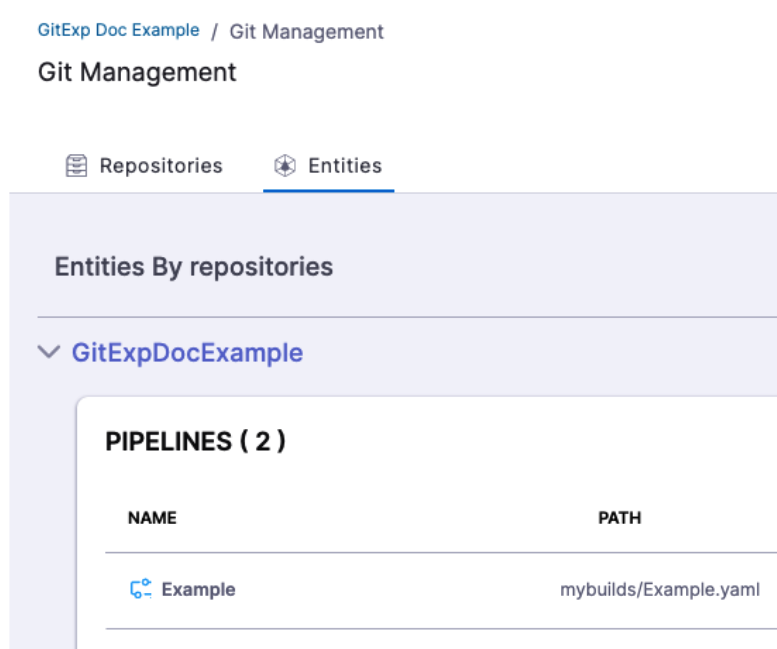 GitExp Doc Example / Git Management
Git Management
Repositories Entities
Entities By repositories
GitExpDocExample
PIPELINES ( 2 )
NAME PATH
Example mybuilds/Example.yaml